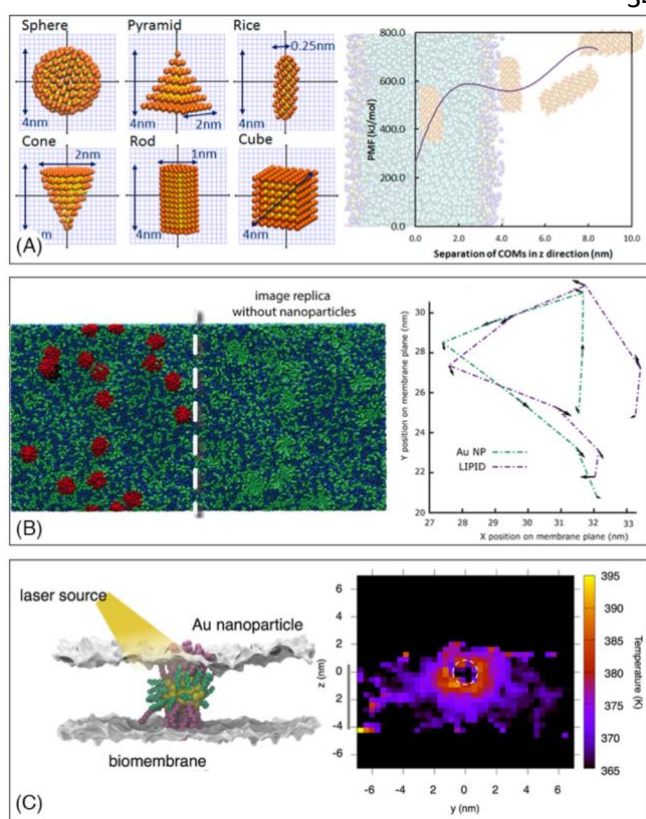 Sphere
Pyramid
Rice
0.25nm
4nm
4nm
2nm
4nm
Cone
Rod
Cube
2nm
1nm
4nm
4nm
PMF (kJ/mol)
800.0
600.0
400.0
200.0
0.0
0.0 2.0 4.0 6.0 8.0 10.0
Separation of COMs in z direction (nm)
(A)
image replica
without nanoparticles
Y position on membrane plane (nm)
30
28
26
24
22
20
Au NP
LIPID
27 28 29 30 31 32 33
X position on membrane plane (nm)
(B)
laser source
Au nanoparticle
biomembrane
z (nm)
6
4
2
0
-2
-4
-6
-6 -4 -2 0 2 4 6
y (nm)
395
390
385
380
375
370
365
Temperature (K)
(C)